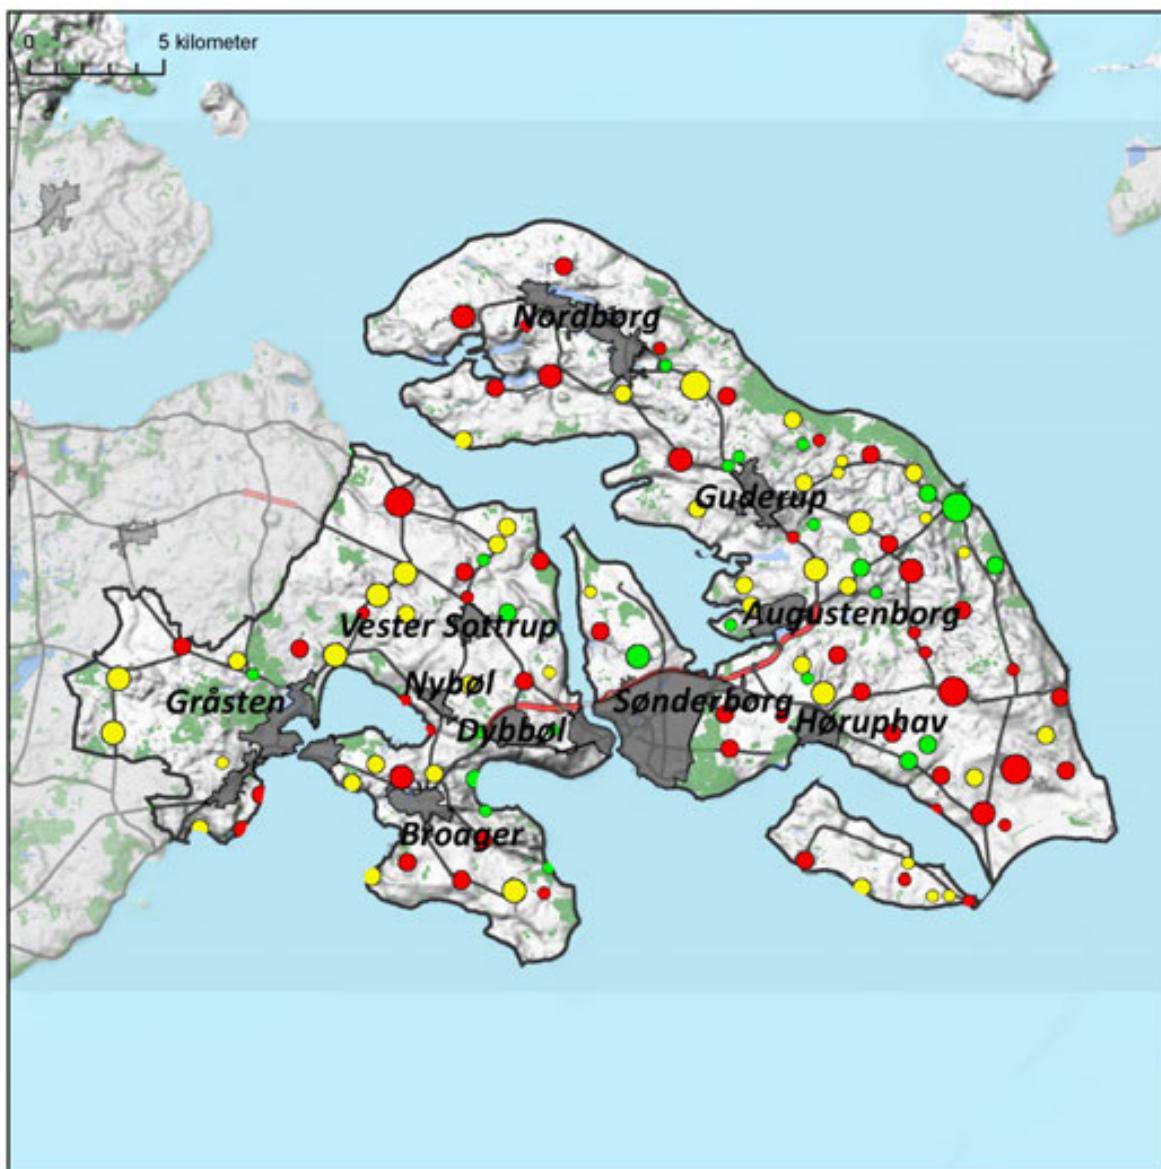 0 5 kilometer
Nordborg
Guderup
Augustenborg
Vester Sottrup
Nybøl
Gråsten
Sønderborg
Dybbøl
Høruphav
Broager